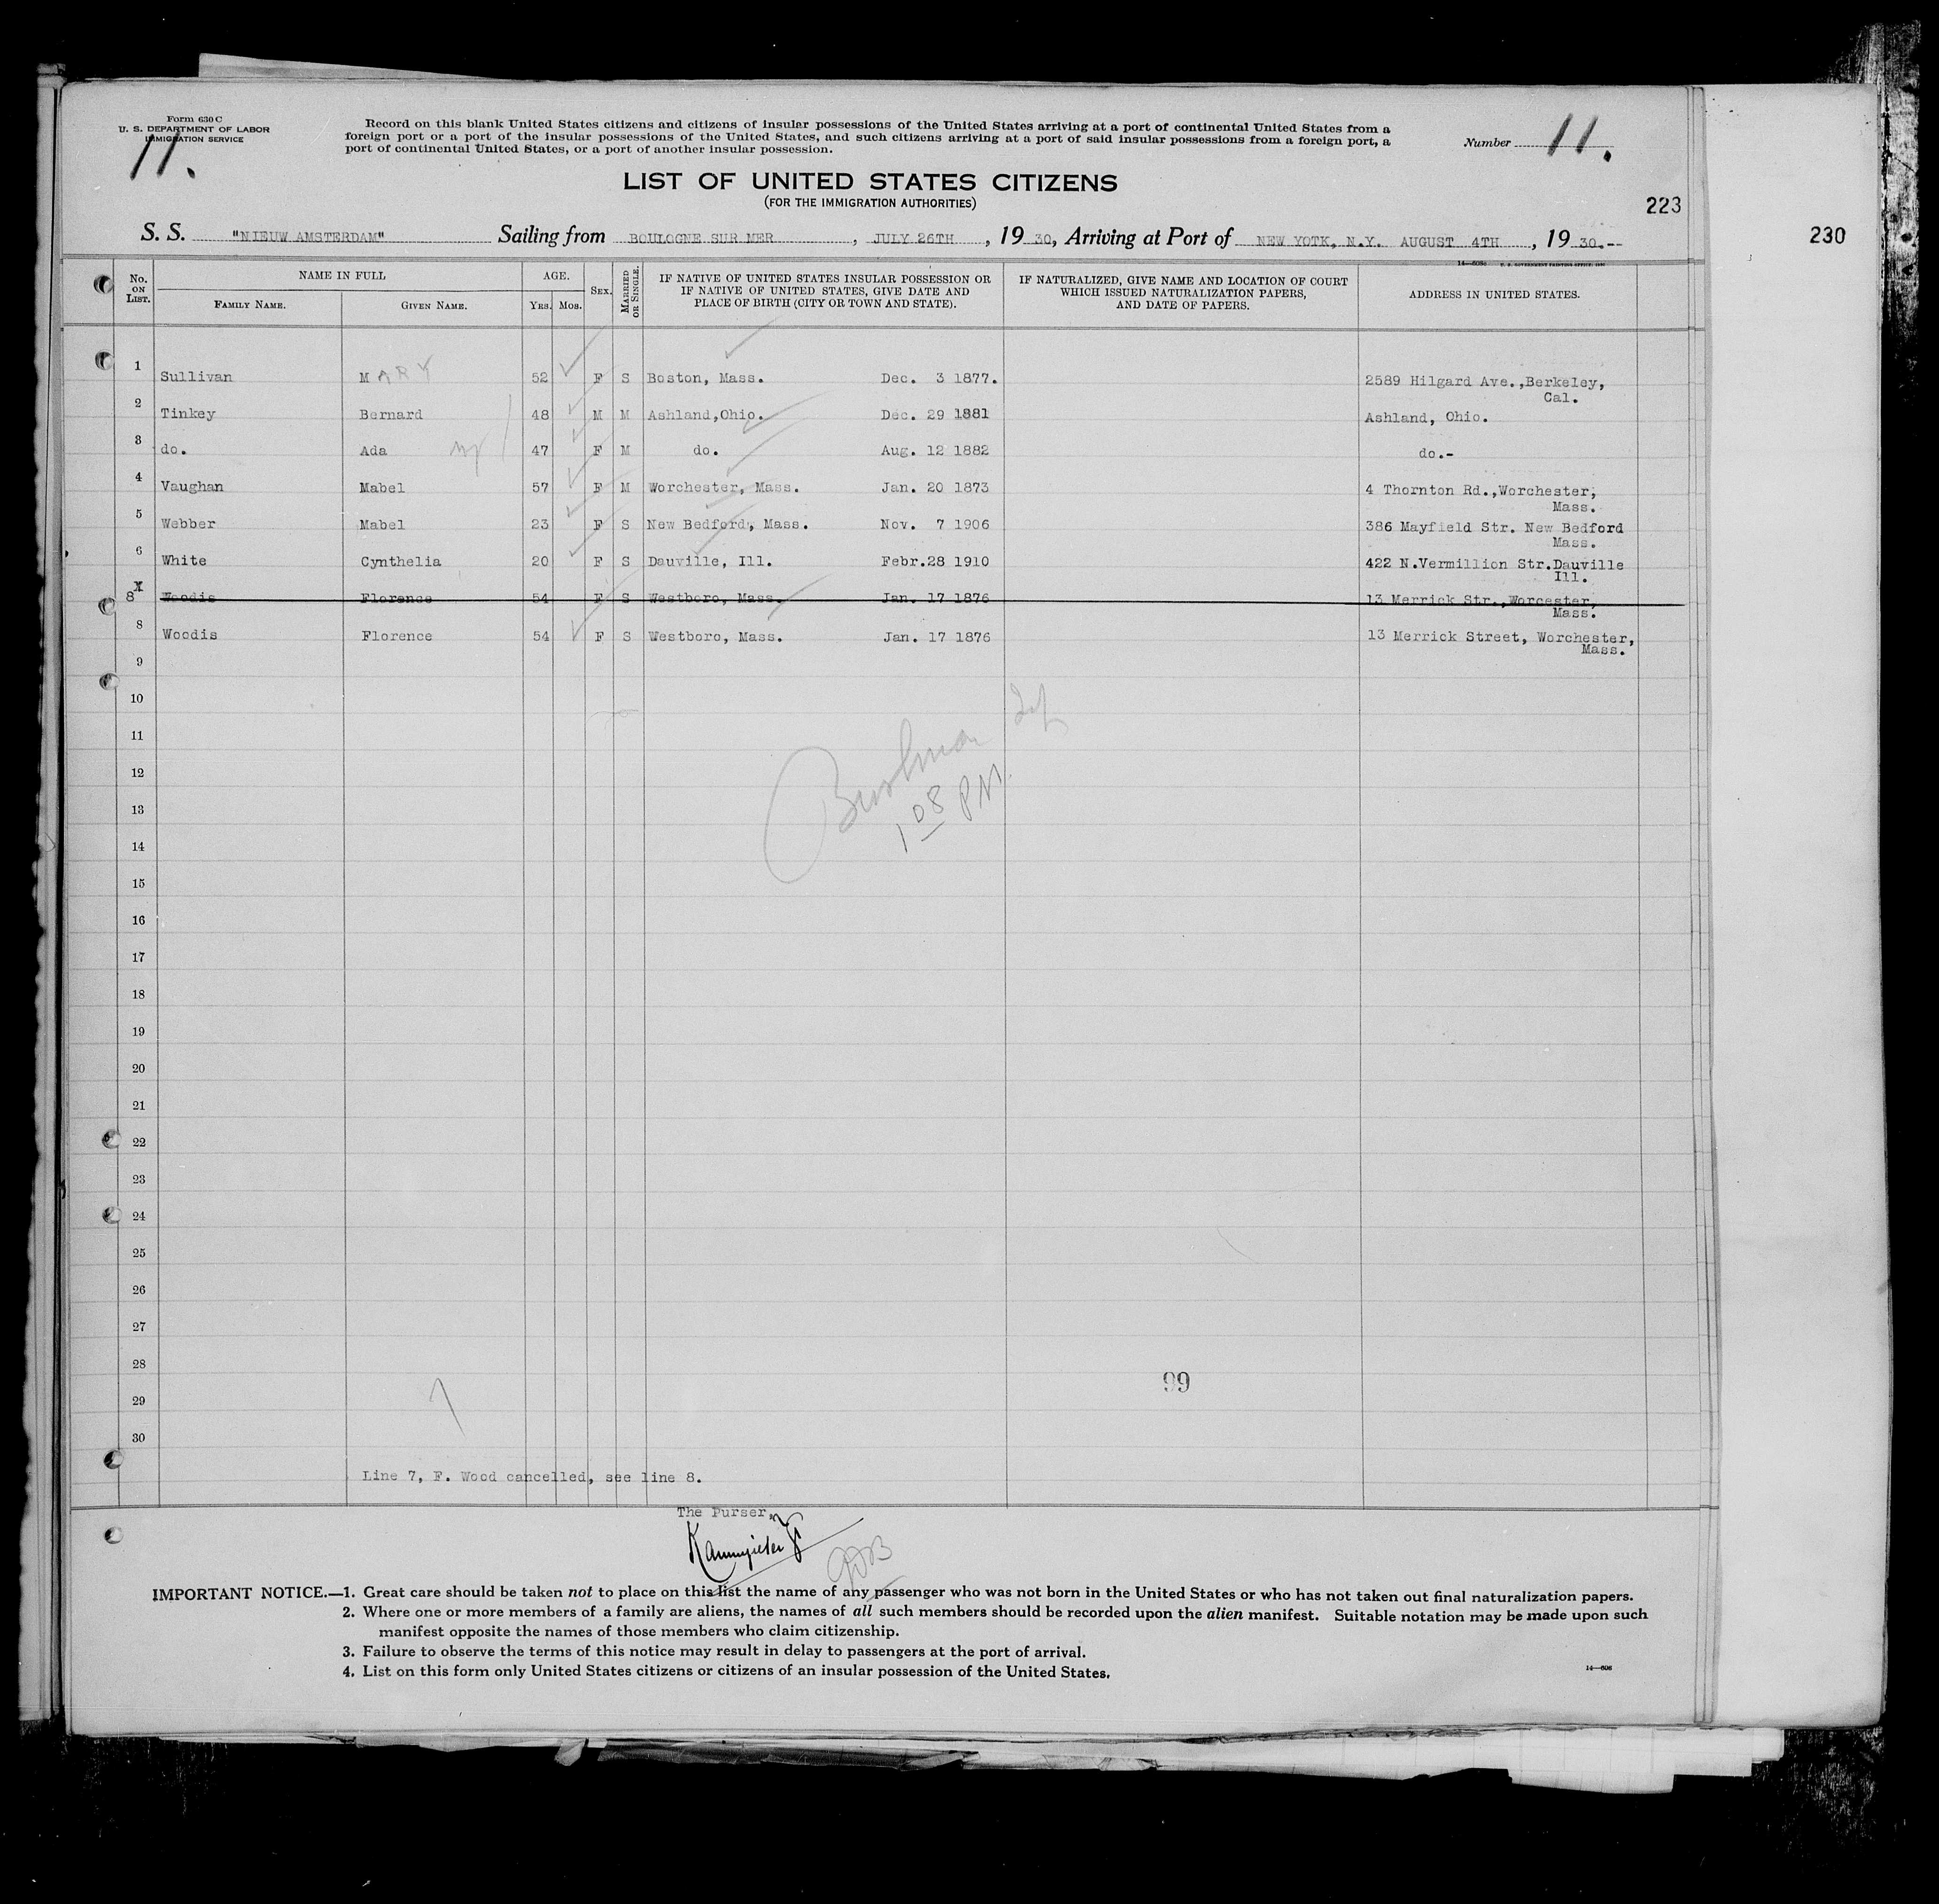 Form 630 C
U. S. DEPARTMENT OF LABOR
IMMIGRATION SERVICE
11.
Record on this blank United States citizens and citizens of insular possessions of the United States arriving at a port of continental United States from a
foreign port or a port of the insular possessions of the United States, and such citizens arriving at a port of said insular possessions from a foreign port, a
port of continental United States, or a port of another insular possession.
Number 11.
LIST OF UNITED STATES CITIZENS
(FOR THE IMMIGRATION AUTHORITIES)
223
230
S. S. "NIEUW AMSTERDAM" Sailing from BOULOGNE SUR MER, JULY 26TH, 19 30, Arriving at Port of NEW YOTK, N.Y. AUGUST 4TH, 19 30.--
No. ON LIST. NAME IN FULL AGE. SEX. MARRIED OR SINGLE. IF NATIVE OF UNITED STATES INSULAR POSSESSION OR IF NATIVE OF UNITED STATES, GIVE DATE AND PLACE OF BIRTH (CITY OR TOWN AND STATE). IF NATURALIZED, GIVE NAME AND LOCATION OF COURT WHICH ISSUED NATURALIZATION PAPERS, AND DATE OF PAPERS. ADDRESS IN UNITED STATES.
FAMILY NAME. GIVEN NAME. YRS. MOS.
1 Sullivan MARY 52 F S Boston, Mass. Dec. 3 1877. 2589 Hilgard Ave.,Berkeley,
Cal.
2 Tinkey Bernard 48 M M Ashland,Ohio. Dec. 29 1881 Ashland, Ohio.
3 do. Ada 47 F M do. Aug. 12 1882 do.-
4 Vaughan Mabel 57 F M Worchester, Mass. Jan. 20 1873 4 Thornton Rd.,Worchester,
Mass.
5 Webber Mabel 23 F S New Bedford, Mass. Nov. 7 1906 386 Mayfield Str. New Bedford
Mass.
6 White Cynthelia 20 F S Dauville, Ill. Febr.28 1910 422 N.Vermillion Str.Dauville
Ill.
8 Woodis Florence 54 F S Westboro, Mass. Jan. 17 1876 13 Merrick Str.,Worcester,
Mass.
8 Woodis Florence 54 F S Westboro, Mass. Jan. 17 1876 13 Merrick Street, Worchester,
Mass.
9
10
11
12
13
1 08 PM
14
15
16
17
18
19
20
21
22
23
24
25
26
27
28
99
29
30
Line 7, F. Wood cancelled, see line 8.
The Purser,
IMPORTANT NOTICE.—1. Great care should be taken not to place on this list the name of any passenger who was not born in the United States or who has not taken out final naturalization papers.
2. Where one or more members of a family are aliens, the names of all such members should be recorded upon the alien manifest. Suitable notation may be made upon such
manifest opposite the names of those members who claim citizenship.
3. Failure to observe the terms of this notice may result in delay to passengers at the port of arrival.
4. List on this form only United States citizens or citizens of an insular possession of the United States.
14—606